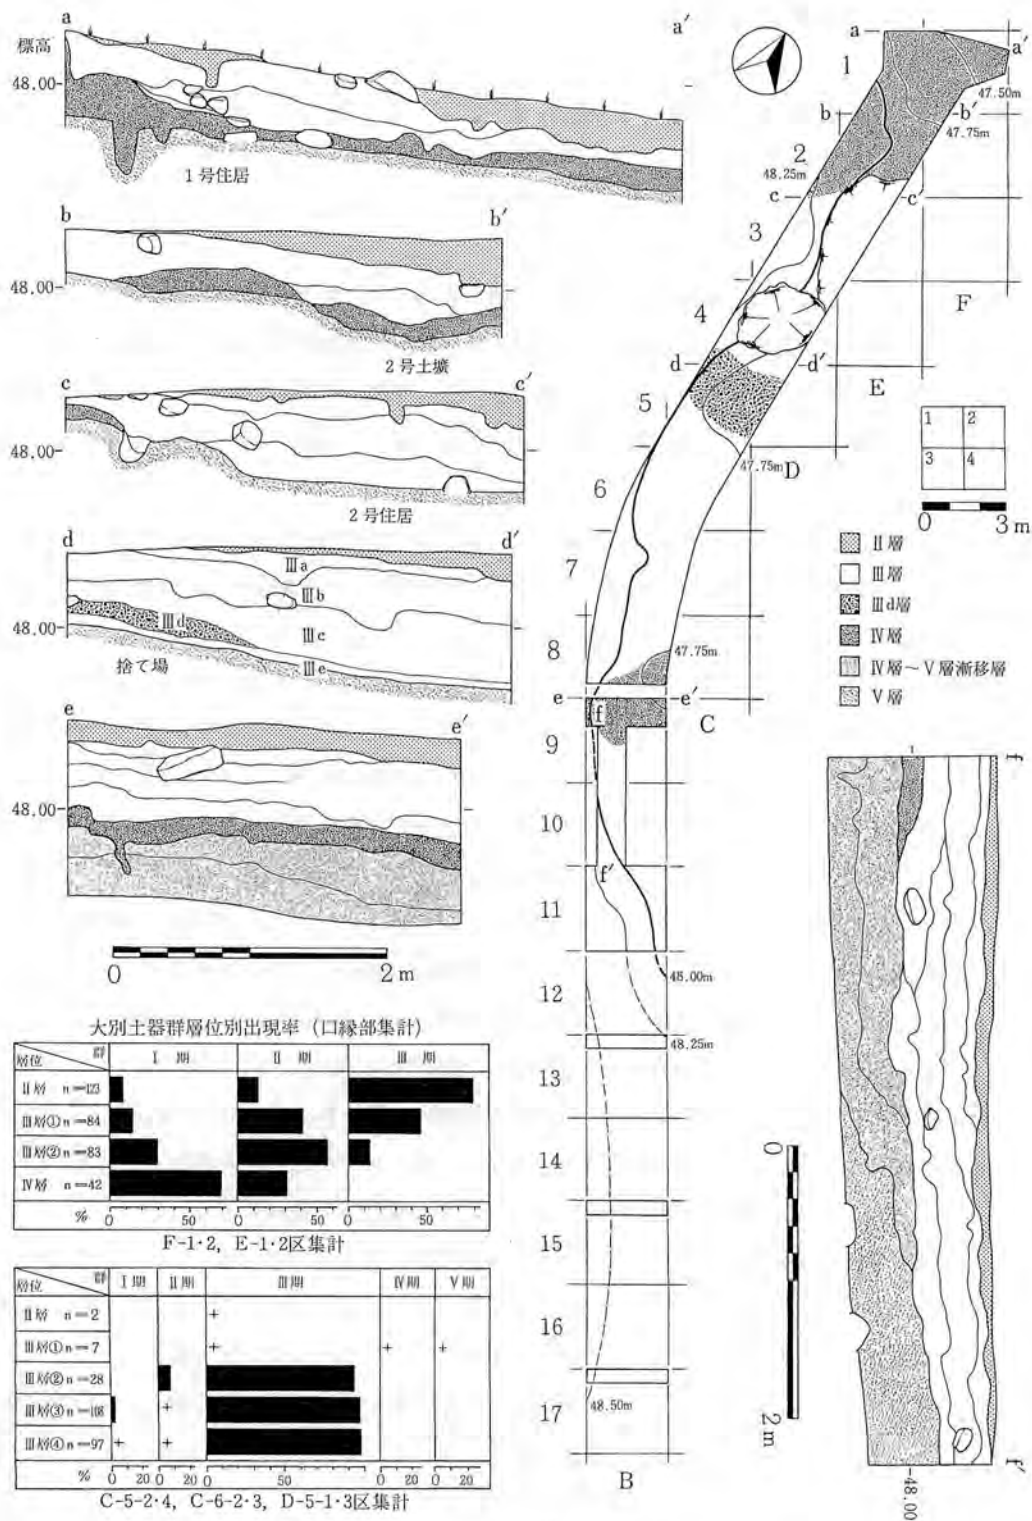 a
a′
標高
48.00
1号住居
b
b′
48.00
2号土壙
c
c′
48.00
2号住居
d
d′
Ⅲa
Ⅲb
Ⅲd
Ⅲc
48.00
捨て場
Ⅲe
e
e′
48.00
0 2 m
大別土器群層位別出現率 (口縁部集計)
層位 群 Ⅰ 期 Ⅱ 期 Ⅲ 期
Ⅱ層 n=123
Ⅲ層① n=84
Ⅲ層② n=83
Ⅳ層 n=42
% 0 50 0 50 0 50
F-1·2, E-1·2区集計
層位 群 Ⅰ期 Ⅱ期 Ⅲ 期 Ⅳ期 Ⅴ期
Ⅱ層 n=2 +
Ⅲ層① n=7 + + +
Ⅲ層② n=28
Ⅲ層③ n=108 +
Ⅲ層④ n=97 + +
% 0 20 0 20 0 50 0 20 0 20
C-5-2·4, C-6-2·3, D-5-1·3区集計
a
a′
1
47.50m
b
b′
47.75m
2
48.25m
c
c′
3
F
4
d
d′
E
5
47.75m
D
6
7
8
47.75m
e
f
e′
C
9
10
f′
11
48.00m
12
48.25m
13
14
15
16
17
48.50m
B
1 2
3 4
0 3 m
Ⅱ層
Ⅲ層
Ⅲd層
Ⅳ層
Ⅳ層～Ⅴ層漸移層
Ⅴ層
f
f′
48.00
0 2 m